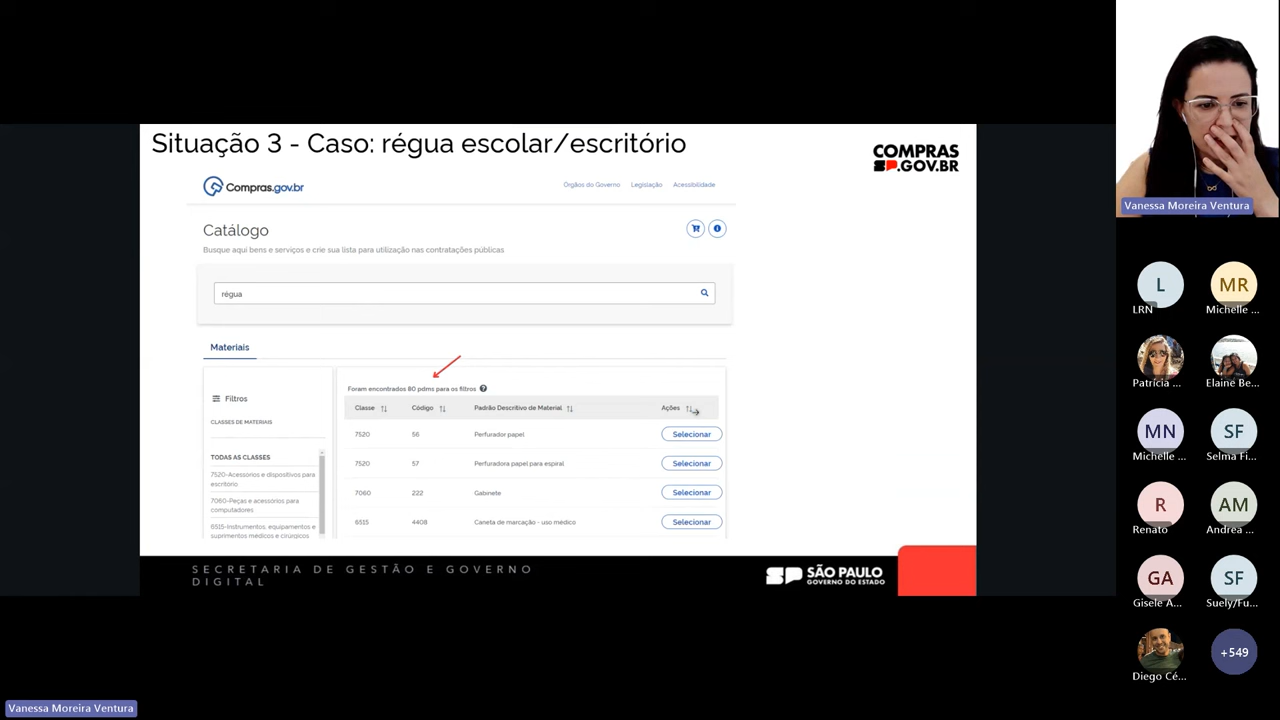 Situação 3 - Caso: régua escolar/escritório
COMPRAS
SP.GOV.BR
Compras.gov.br
Órgãos do Governo Legislação Acessibilidade
Catálogo
Busque aqui bens e serviços e crie sua lista para utilização nas contratações públicas
régua
Materiais
Filtros
CLASSES DE MATERIAIS
TODAS AS CLASSES
7520-Acessórios e dispositivos para
escritório
7060-Peças e acessórios para
computadores
6515-Instrumentos, equipamentos e
suprimentos médicos e cirúrgicos
Foram encontrados 80 pdms para os filtros
Classe Código Padrão Descritivo de Material Ações
7520 56 Perfurador papel Selecionar
7520 57 Perfuradora papel para espiral Selecionar
7060 222 Gabinete Selecionar
6515 4408 Caneta de marcação - uso médico Selecionar
SECRETARIA DE GESTÃO E GOVERNO
DIGITAL
SP SÃO PAULO
GOVERNO DO ESTADO
Vanessa Moreira Ventura
L MR
LRN Michelle ...
Patrícia ... Elaine Be...
MN SF
Michelle ... Selma Fi...
R AM
Renato Andrea ...
GA SF
Gisele A... Suely/Fu...
+549
Diego Cé...
Vanessa Moreira Ventura